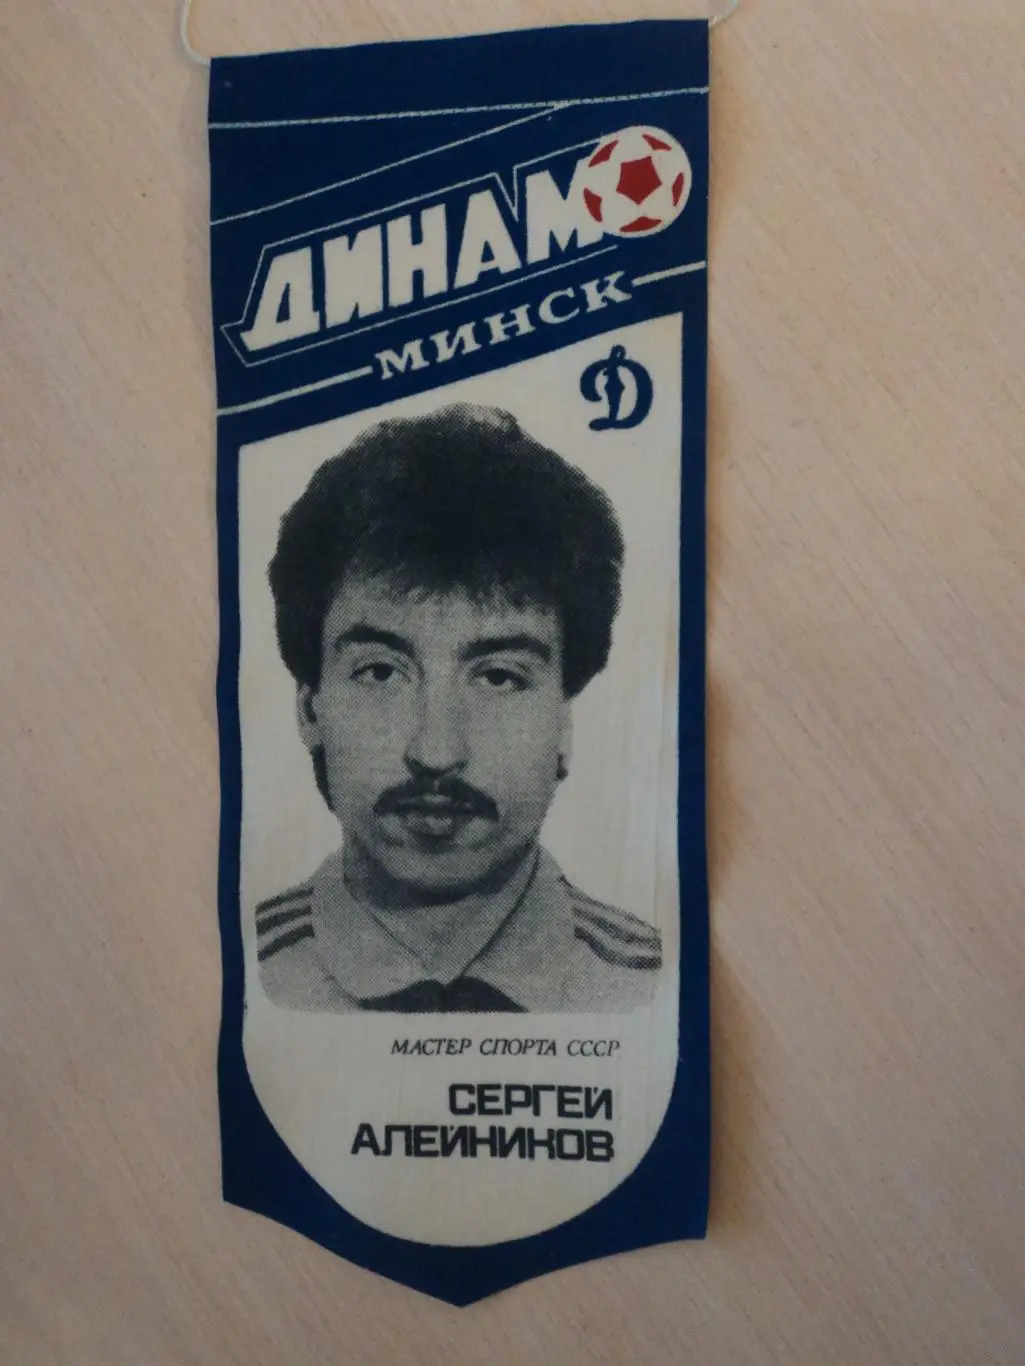 ДИНАМО
МИНСК
Д
МАСТЕР СПОРТА СССР
СЕРГЕЙ
АЛЕЙНИКОВ